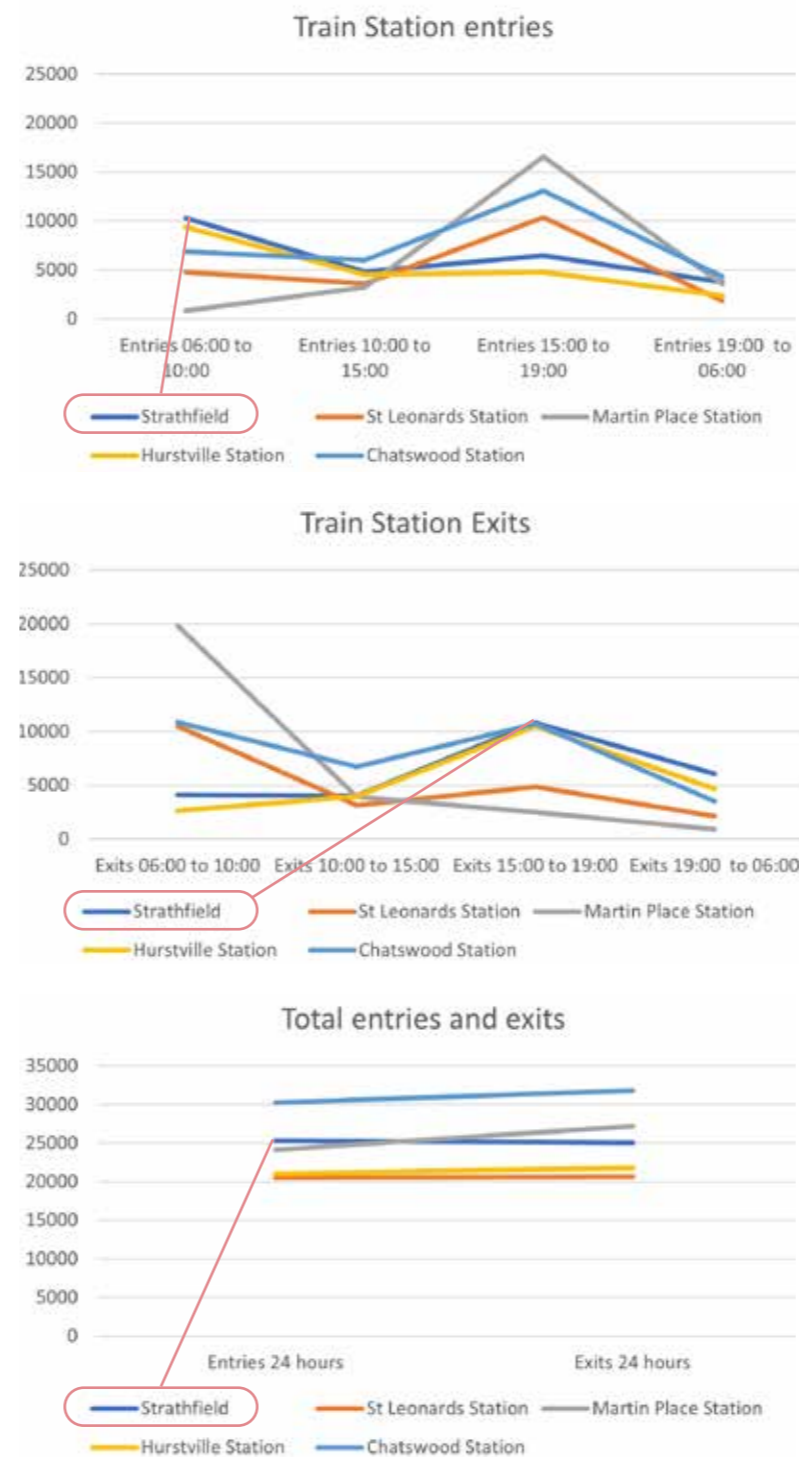 Train Station entries
25000
20000
15000
10000
5000
0
Entries 06:00 to 10:00
Entries 10:00 to 15:00
Entries 15:00 to 19:00
Entries 19:00 to 06:00
Strathfield St Leonards Station Martin Place Station
Hurstville Station Chatswood Station
Train Station Exits
25000
20000
15000
10000
5000
0
Exits 06:00 to 10:00 Exits 10:00 to 15:00 Exits 15:00 to 19:00 Exits 19:00 to 06:00
Strathfield St Leonards Station Martin Place Station
Hurstville Station Chatswood Station
Total entries and exits
35000
30000
25000
20000
15000
10000
5000
0
Entries 24 hours Exits 24 hours
Strathfield St Leonards Station Martin Place Station
Hurstville Station Chatswood Station